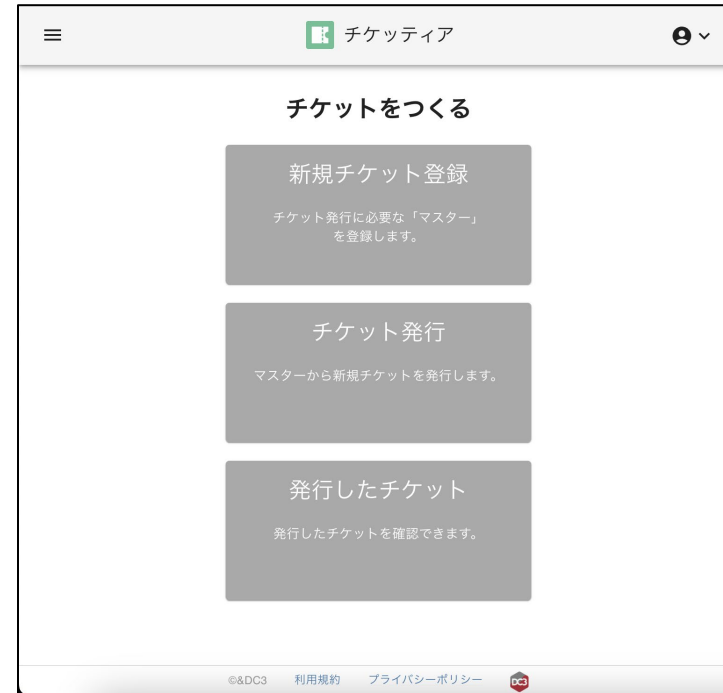 チケッティア
チケットをつくる
新規チケット登録
チケット発行に必要な「マスター」
を登録します。
チケット発行
マスターから新規チケットを発行します。
発行したチケット
発行したチケットを確認できます。
©&DC3 利用規約 プライバシーポリシー DC3